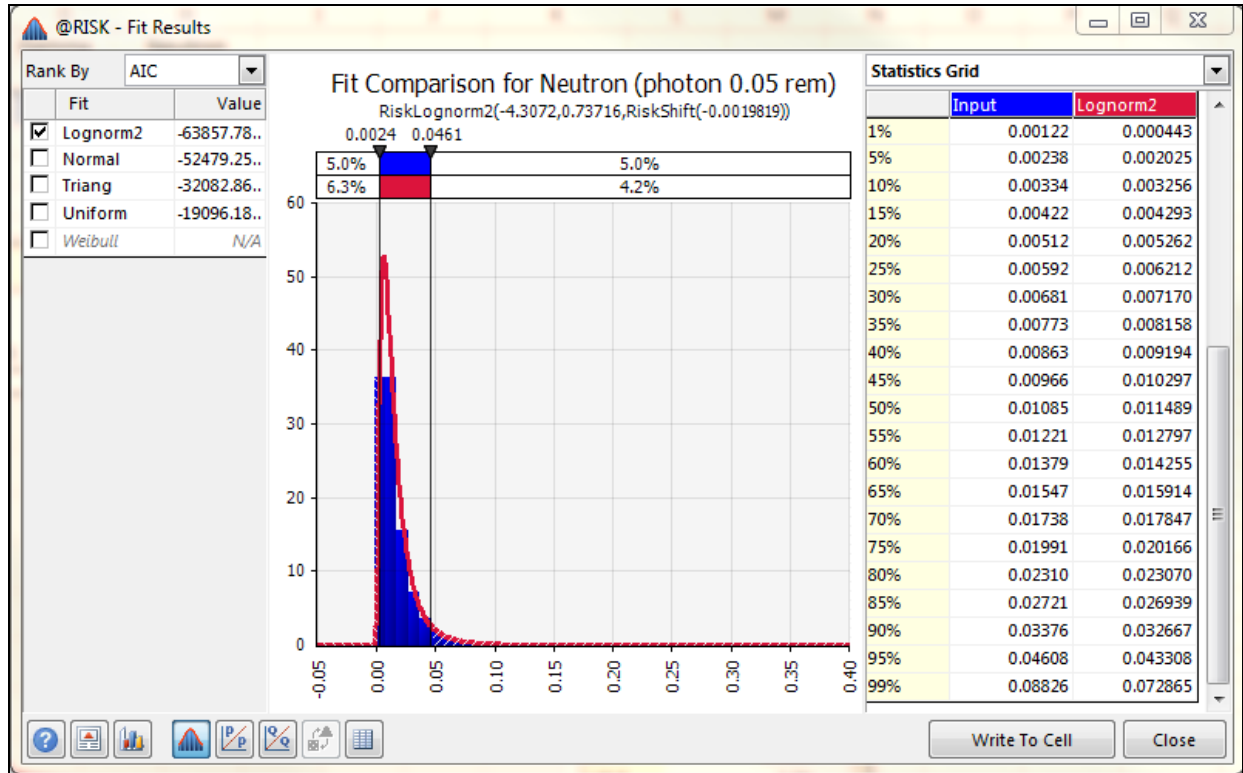 @RISK - Fit Results
Rank By AIC
Fit Value
Lognorm2 -63857.78..
Normal -52479.25..
Triang -32082.86..
Uniform -19096.18..
Weibull N/A
Fit Comparison for Neutron (photon 0.05 rem)
RiskLognorm2(-4.3072,0.73716,RiskShift(-0.0019819))
0.0024 0.0461
5.0% 5.0%
6.3% 4.2%
60
50
40
30
20
10
0
-0.05 0.00 0.05 0.10 0.15 0.20 0.25 0.30 0.35 0.40
Statistics Grid
Input Lognorm2
1% 0.00122 0.000443
5% 0.00238 0.002025
10% 0.00334 0.003256
15% 0.00422 0.004293
20% 0.00512 0.005262
25% 0.00592 0.006212
30% 0.00681 0.007170
35% 0.00773 0.008158
40% 0.00863 0.009194
45% 0.00966 0.010297
50% 0.01085 0.011489
55% 0.01221 0.012797
60% 0.01379 0.014255
65% 0.01547 0.015914
70% 0.01738 0.017847
75% 0.01991 0.020166
80% 0.02310 0.023070
85% 0.02721 0.026939
90% 0.03376 0.032667
95% 0.04608 0.043308
99% 0.08826 0.072865
? P/P Q/Q
Write To Cell Close